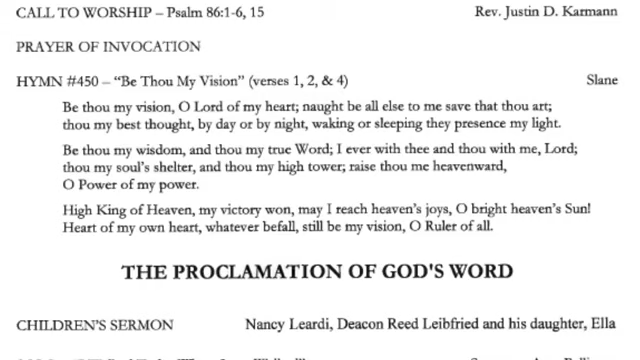 CALL TO WORSHIP – Psalm 86:1-6, 15 Rev. Justin D. Karmann
PRAYER OF INVOCATION
HYMN #450 – “Be Thou My Vision” (verses 1, 2, & 4) Slane
Be thou my vision, O Lord of my heart; naught be all else to me save that thou art;
thou my best thought, by day or by night, waking or sleeping they presence my light.
Be thou my wisdom, and thou my true Word; I ever with thee and thou with me, Lord;
thou my soul’s shelter, and thou my high tower; raise thou me heavenward,
O Power of my power.
High King of Heaven, my victory won, may I reach heaven’s joys, O bright heaven’s Sun!
Heart of my own heart, whatever befall, still be my vision, O Ruler of all.
THE PROCLAMATION OF GOD'S WORD
CHILDREN’S SERMON Nancy Leardi, Deacon Reed Leibfried and his daughter, Ella